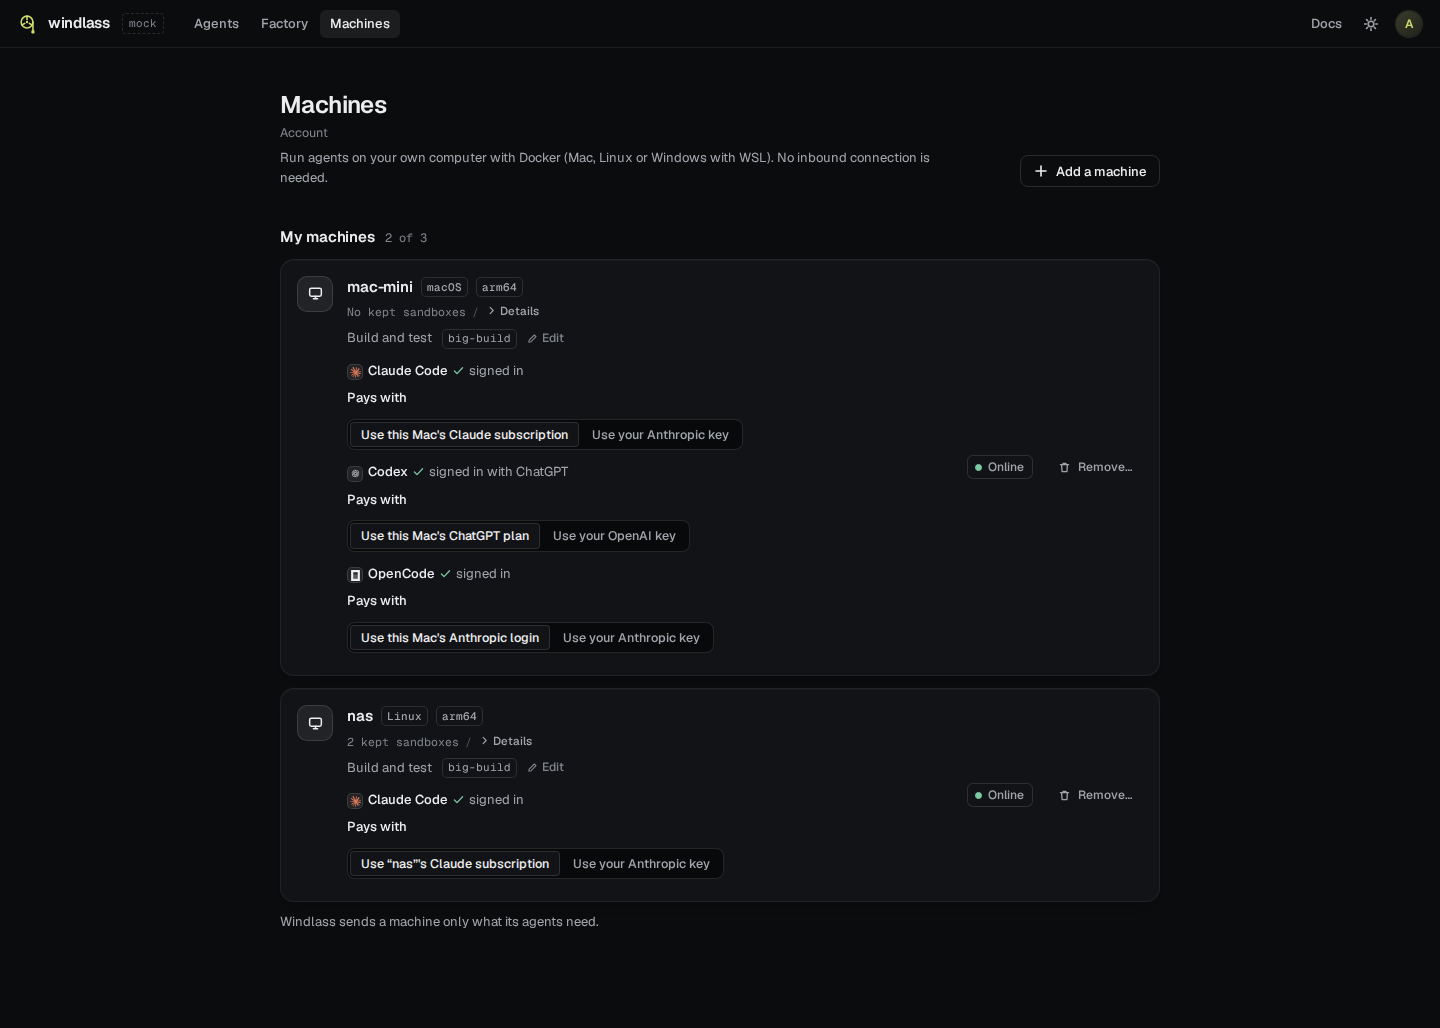 windlass mock Agents Factory Machines Docs A
Machines
Account
Run agents on your own computer with Docker (Mac, Linux or Windows with WSL). No inbound connection is
needed.
Add a machine
My machines 2 of 3
mac-mini macOS arm64
No kept sandboxes / Details
Build and test big-build Edit
Claude Code signed in
Pays with
Use this Mac's Claude subscription Use your Anthropic key
Codex signed in with ChatGPT
Online Remove…
Pays with
Use this Mac's ChatGPT plan Use your OpenAI key
OpenCode signed in
Pays with
Use this Mac's Anthropic login Use your Anthropic key
nas Linux arm64
2 kept sandboxes / Details
Build and test big-build Edit
Claude Code signed in
Online Remove…
Pays with
Use “nas”'s Claude subscription Use your Anthropic key
Windlass sends a machine only what its agents need.